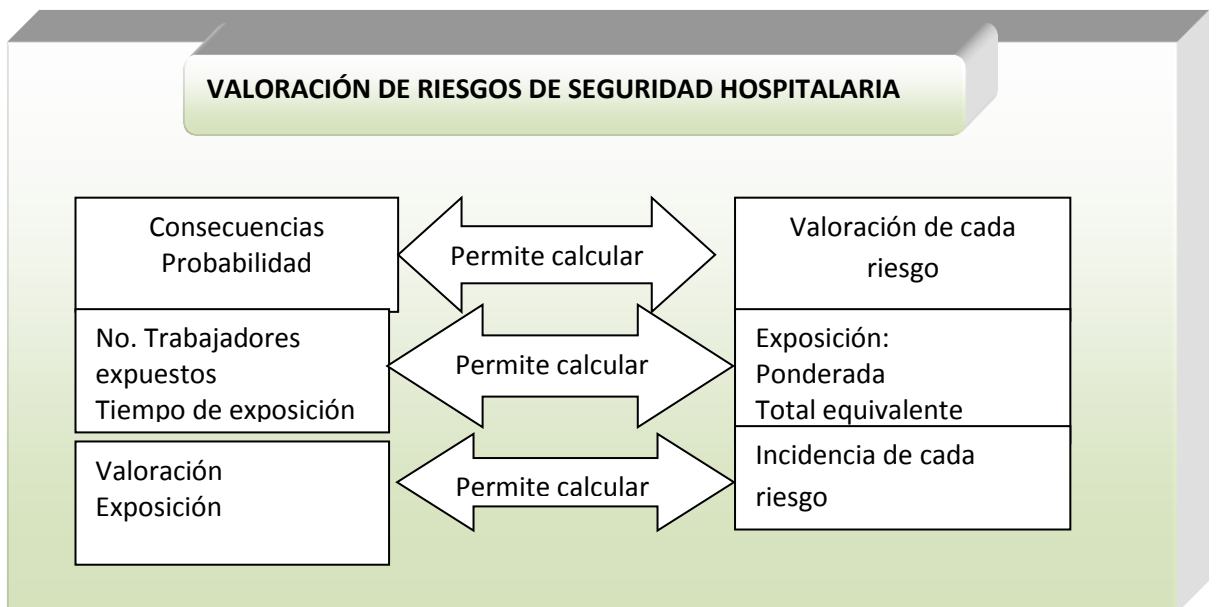 VALORACIÓN DE RIESGOS DE SEGURIDAD HOSPITALARIA
Consecuencias
Probabilidad
Permite calcular
Valoración de cada
riesgo
No. Trabajadores
expuestos
Tiempo de exposición
Permite calcular
Exposición:
Ponderada
Total equivalente
Valoración
Exposición
Permite calcular
Incidencia de cada
riesgo